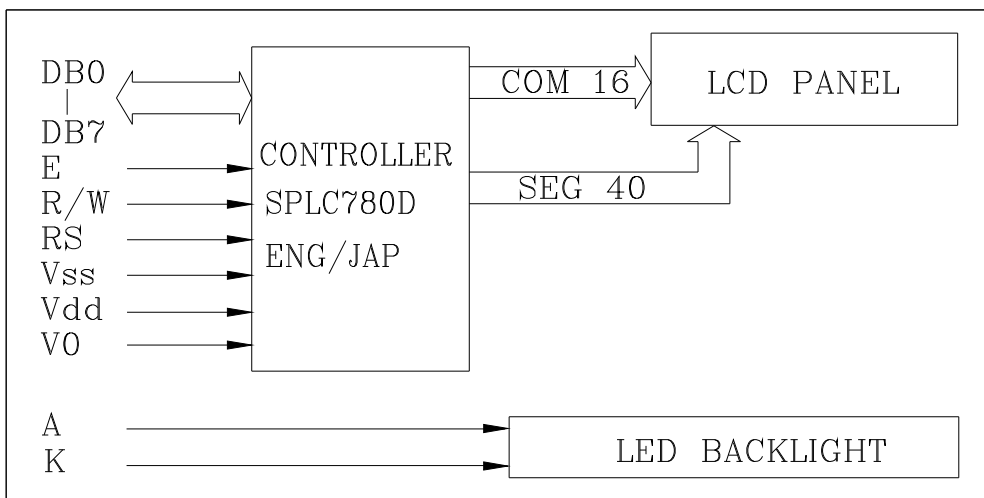 DB0
|
DB7
E
R/W
RS
Vss
Vdd
V0
A
K
CONTROLLER
SPLC780D
ENG/JAP
COM 16
SEG 40
LCD PANEL
LED BACKLIGHT